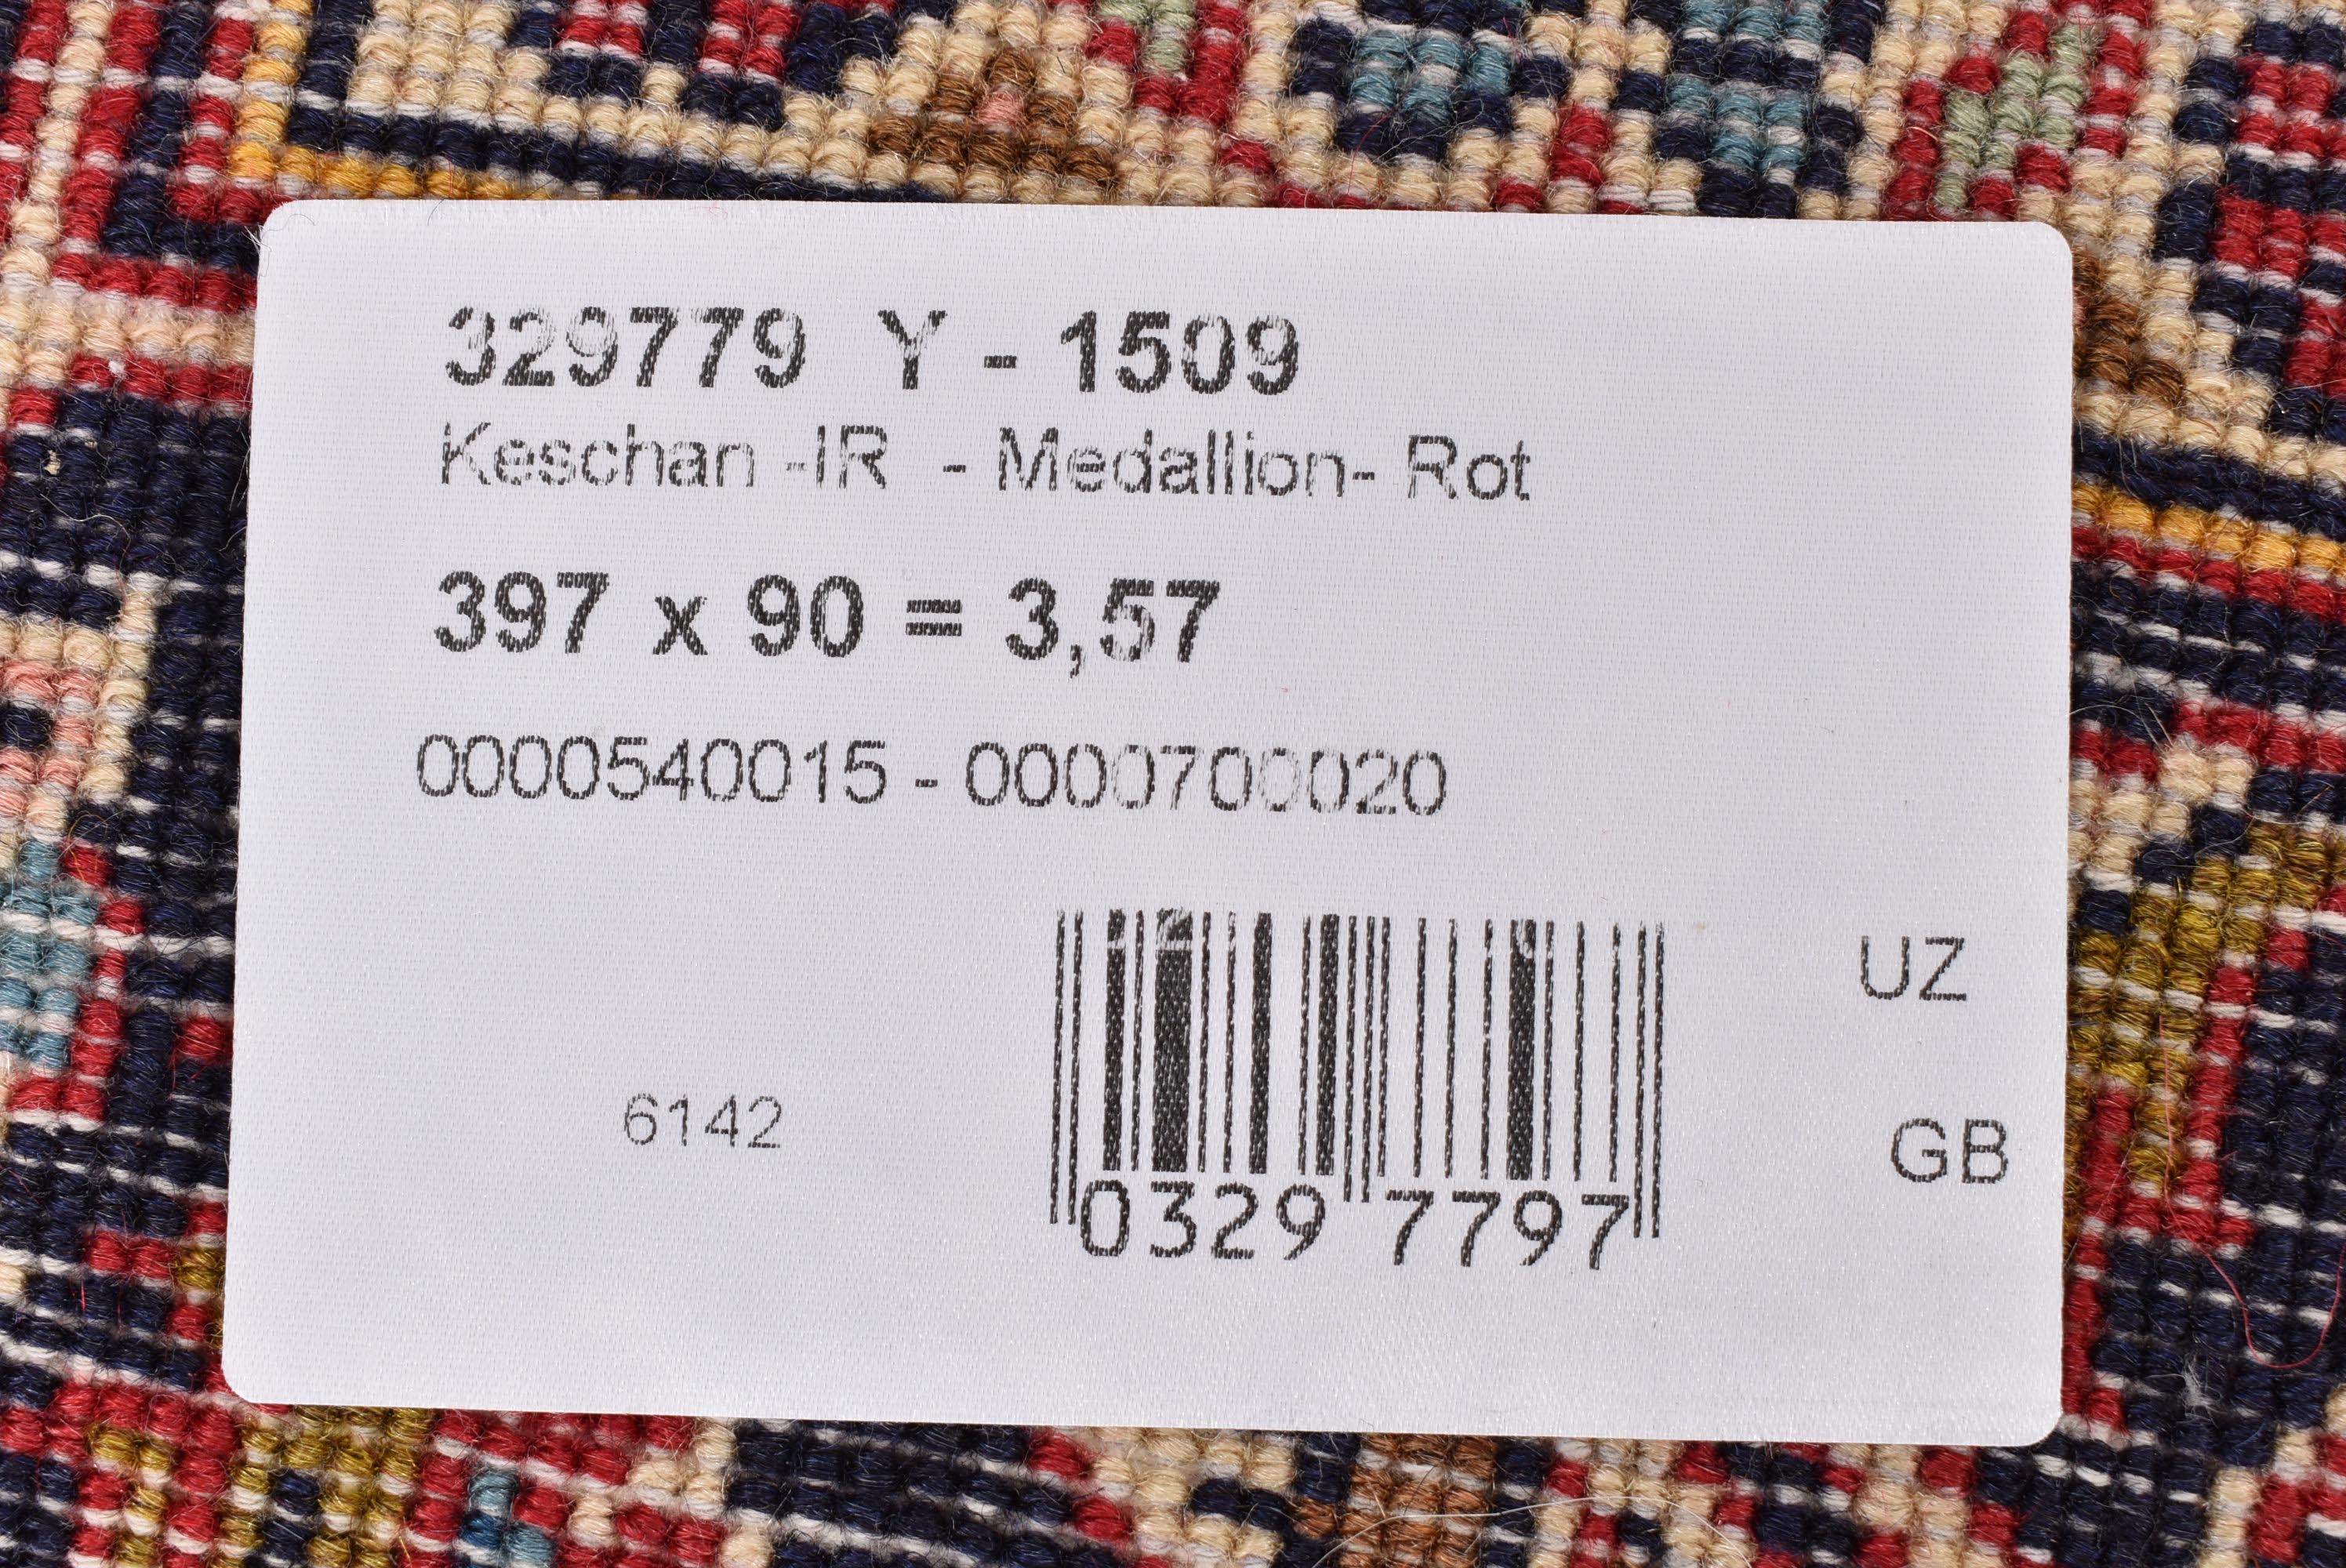 329779 Y - 1509
Keschan -IR - Medallion- Rot
397 x 90 = 3,57
0000540015 - 0000700020
UZ
6142
GB
0329 7797